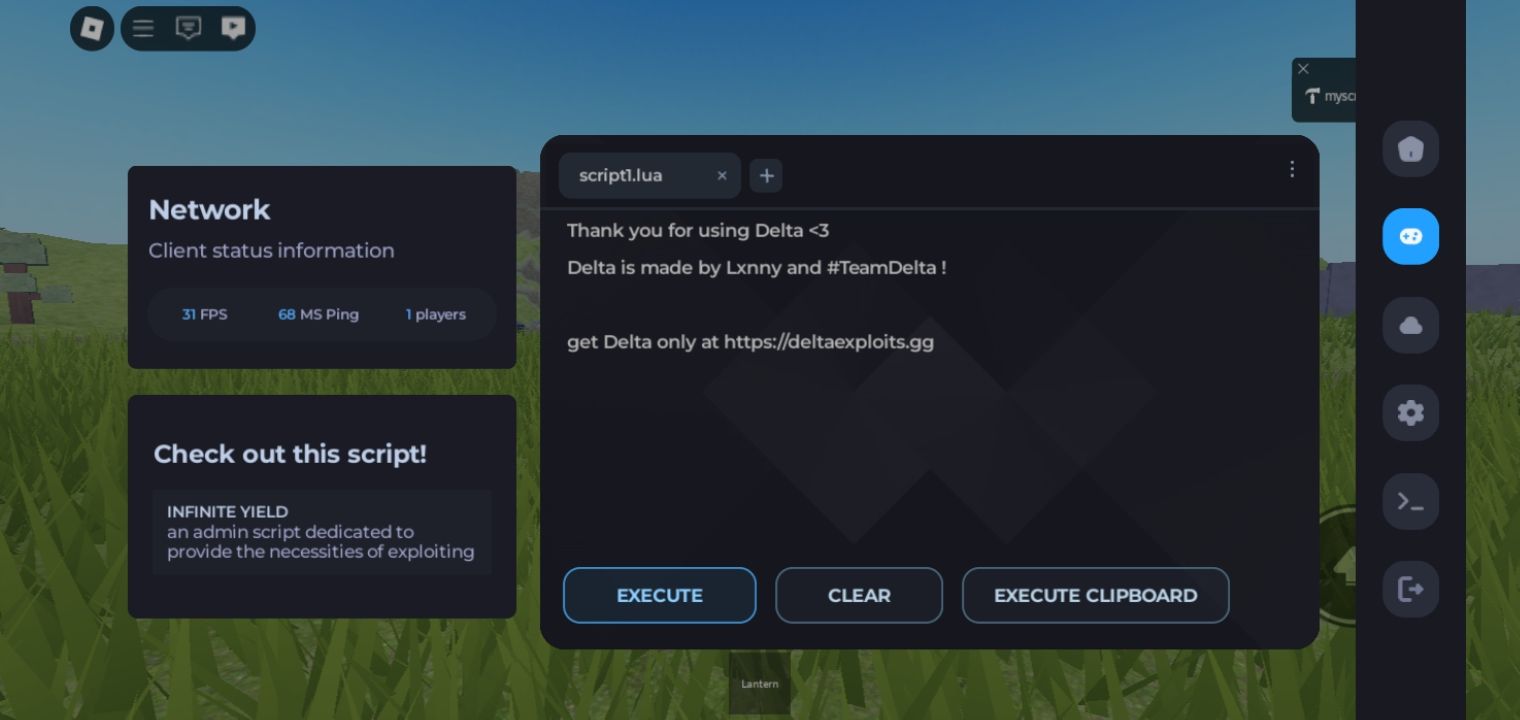 mysc
Network
Client status information
31 FPS
68 MS Ping
1 players
Check out this script!
INFINITE YIELD
an admin script dedicated to
provide the necessities of exploiting
script1.lua
Thank you for using Delta <3
Delta is made by Lxnny and #TeamDelta !
get Delta only at https://deltaexploits.gg
EXECUTE
CLEAR
EXECUTE CLIPBOARD
Lantern